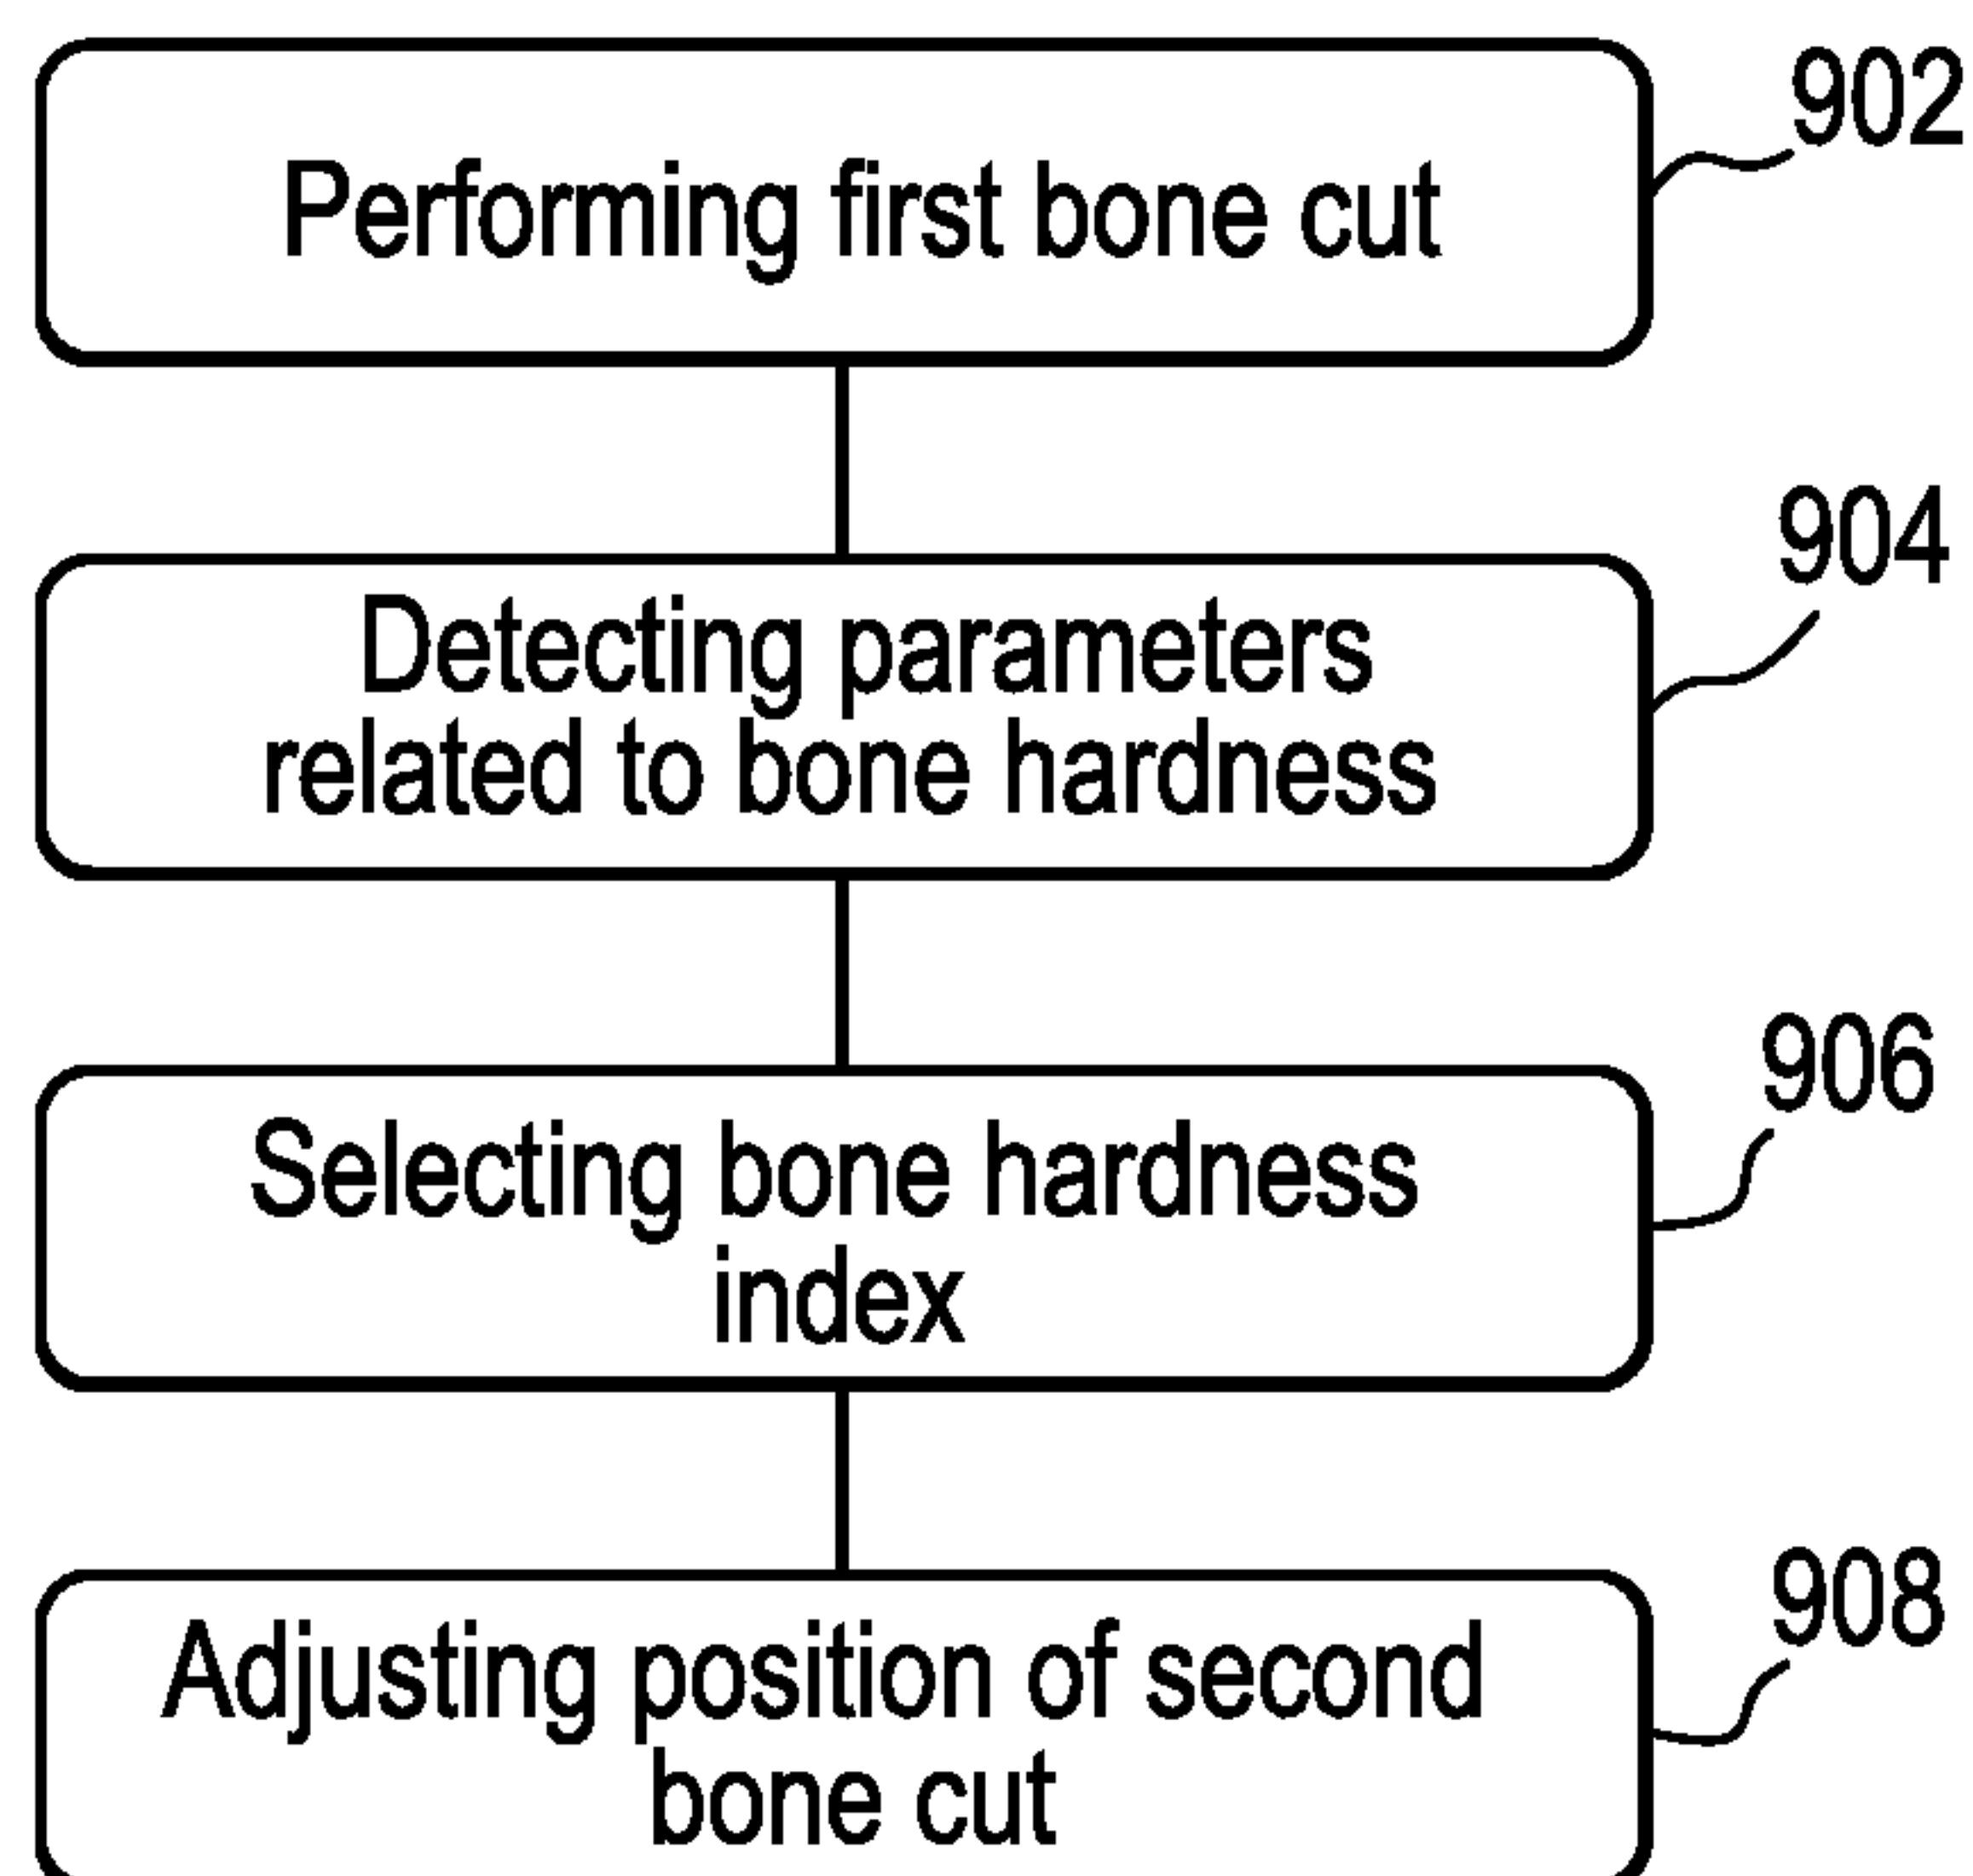 902
Performing first bone cut
904
Detecting parameters
related to bone hardness
906
Selecting bone hardness
index
908
Adjusting position of second
bone cut